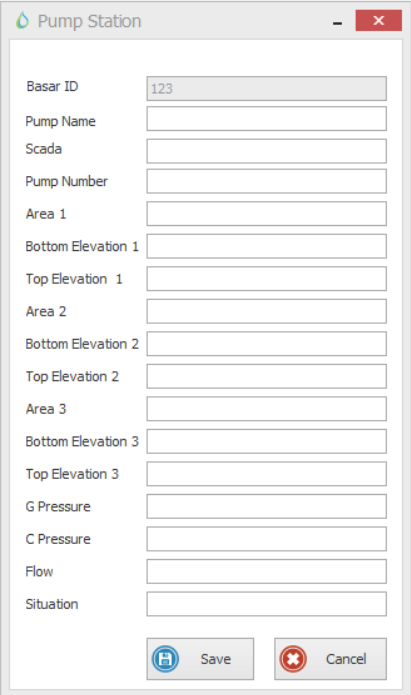 Pump Station
Basar ID 123
Pump Name
Scada
Pump Number
Area 1
Bottom Elevation 1
Top Elevation 1
Area 2
Bottom Elevation 2
Top Elevation 2
Area 3
Bottom Elevation 3
Top Elevation 3
G Pressure
C Pressure
Flow
Situation
Save Cancel